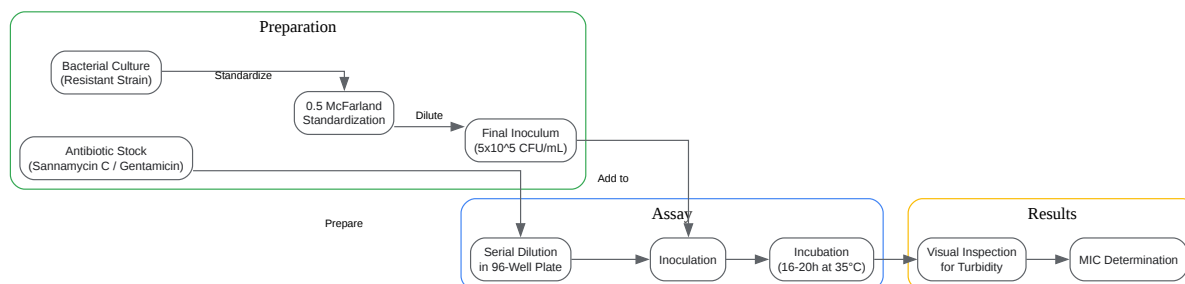 Preparation
Bacterial Culture
(Resistant Strain)
Standardize
0.5 McFarland
Standardization
Dilute
Final Inoculum
(5x10^5 CFU/mL)
Antibiotic Stock
(Sannamycin C / Gentamicin)
Add to
Prepare
Assay
Serial Dilution
in 96-Well Plate
Inoculation
Incubation
(16-20h at 35°C)
Results
Visual Inspection
for Turbidity
MIC Determination